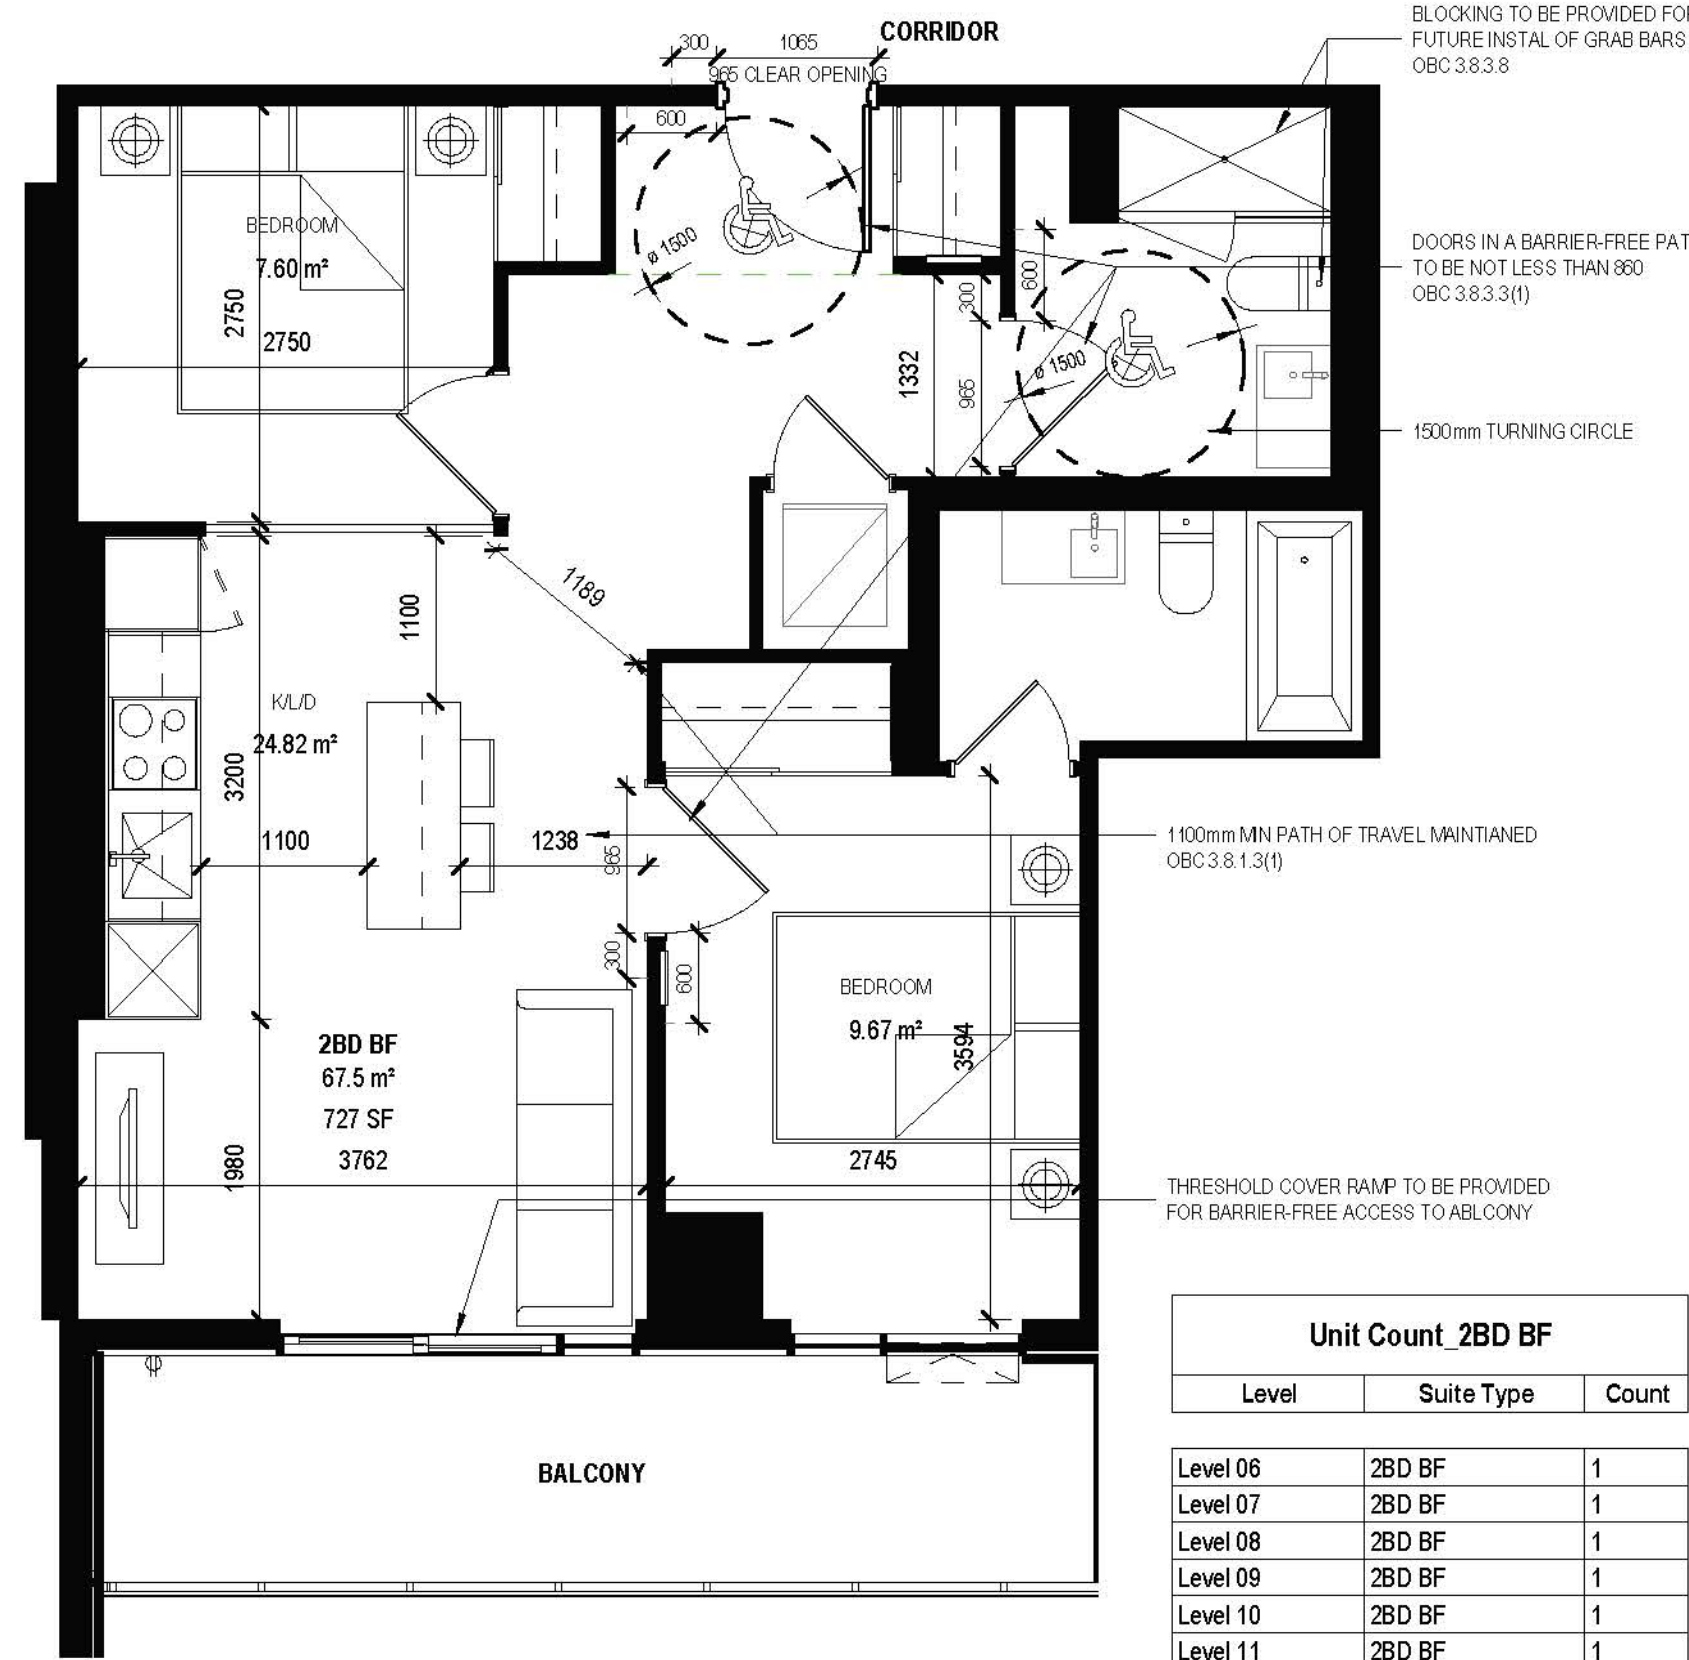 CORRIDOR
300
1065
965 CLEAR OPENING
600
BLOCKING TO BE PROVIDED FO
FUTURE INSTAL OF GRAB BARS
OBC 3.8.3.8
BEDROOM
7.60 m²
2750
2750
ø 1500
600
300
DOORS IN A BARRIER-FREE PAT
TO BE NOT LESS THAN 860
OBC 3.8.3.3(1)
1332
965
ø 1500
1500mm TURNING CIRCLE
1189
1100
K/L/D
24.82 m²
3200
1100
1238
965
1100mm MIN PATH OF TRAVEL MAINTIANED
OBC 3.8.1.3(1)
300
600
BEDROOM
9.67 m²
3594
2BD BF
67.5 m²
727 SF
3762
1980
2745
THRESHOLD COVER RAMP TO BE PROVIDED
FOR BARRIER-FREE ACCESS TO ABLCONY
BALCONY
Unit Count_2BD BF
Level Suite Type Count
Level 06 2BD BF 1
Level 07 2BD BF 1
Level 08 2BD BF 1
Level 09 2BD BF 1
Level 10 2BD BF 1
Level 11 2BD BF 1